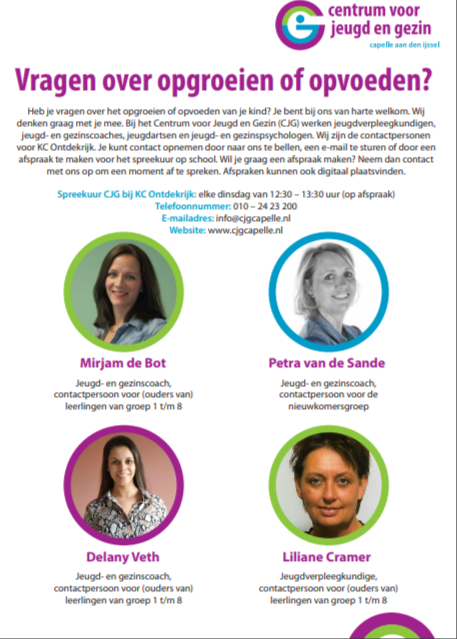 centrum voor
jeugd en gezin
capelle aan den ijssel
Vragen over opgroeien of opvoeden?
Heb je vragen over het opgroeien of opvoeden van je kind? Je bent bij ons van harte welkom. Wij
denken graag met je mee. Bij het Centrum voor Jeugd en Gezin (CJG) werken jeugdverpleegkundigen,
jeugd- en gezinscoaches, jeugdartsen en jeugd- en gezinspsychologen. Wij zijn de contactpersonen
voor KC Ontdekrijk. Je kunt contact opnemen door naar ons te bellen, een e-mail te sturen of door een
afspraak te maken voor het spreekuur op school. Wil je graag een afspraak maken? Neem dan contact
met ons op om een moment af te spreken. Afspraken kunnen ook digitaal plaatsvinden.
Spreekuur CJG bij KC Ontdekrijk: elke dinsdag van 12:30 – 13:30 uur (op afspraak)
Telefoonnummer: 010 – 24 23 200
E-mailadres: info@cjgcapelle.nl
Website: www.cjgcapelle.nl
Mirjam de Bot
Jeugd- en gezinscoach,
contactpersoon voor (ouders van)
leerlingen van groep 1 t/m 8
Petra van de Sande
Jeugd- en gezinscoach,
contactpersoon voor de
nieuwkomersgroep
Delany Veth
Jeugd- en gezinscoach,
contactpersoon voor (ouders van)
leerlingen van groep 1 t/m 8
Liliane Cramer
Jeugdverpleegkundige,
contactpersoon voor (ouders van)
leerlingen van groep 1 t/m 8